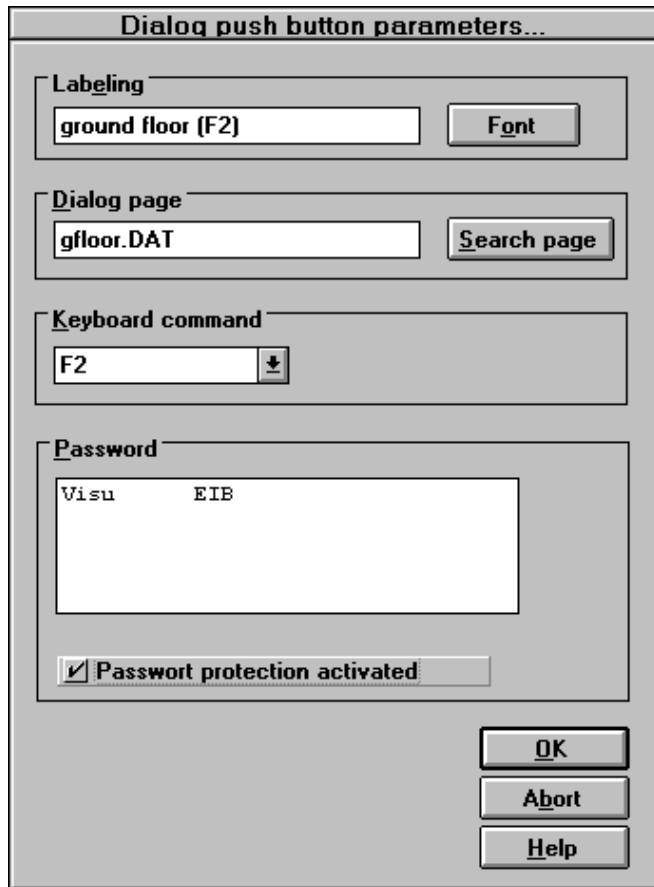 Dialog push button parameters...
Labeling
ground floor (F2)
Font
Dialog page
gfloor.DAT
Search page
Keyboard command
F2
Password
Visu EIB
Passwort protection activated
OK
Abort
Help